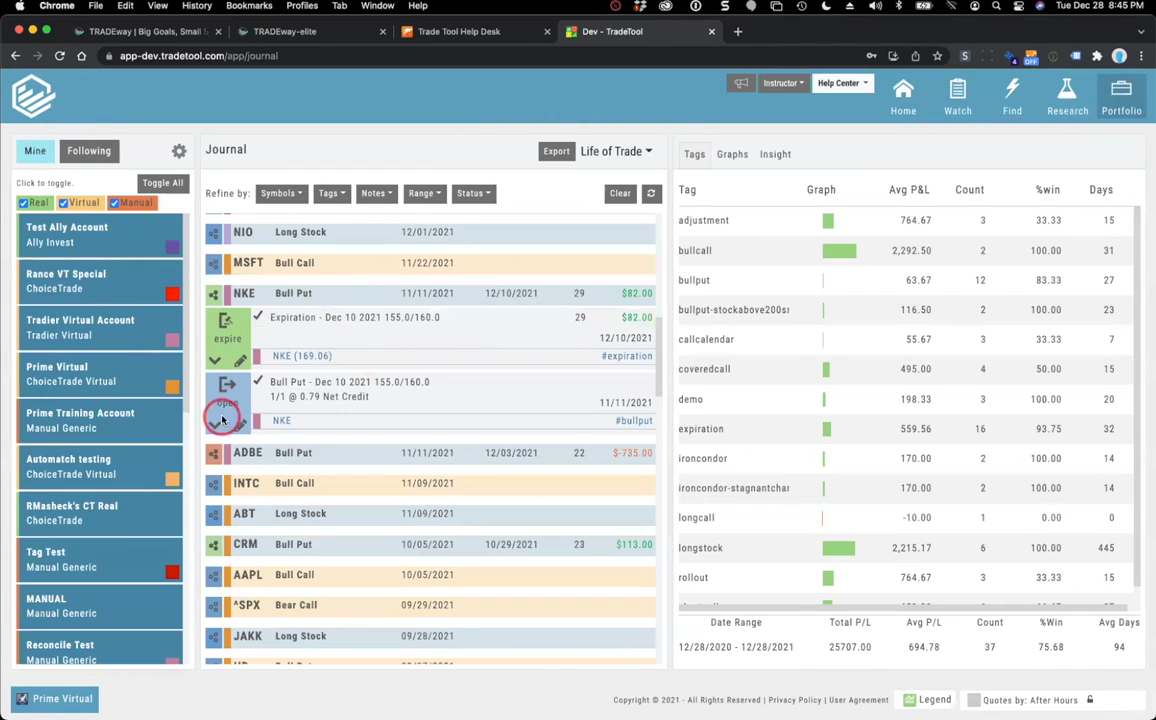 Chrome File Edit View History Bookmarks Profiles Tab Window Help Tue Dec 28 8:45 PM
TRADEway | Big Goals, Small S TRADEway-elite Trade Tool Help Desk Dev - TradeTool
app-dev.tradetool.com/app/journal OFF
Instructor Help Center Home Watch Find Research Portfolio
Mine Following
Click to toggle. Toggle All
Real Virtual Manual
Test Ally Account
Ally Invest
Rance VT Special
ChoiceTrade
Tradier Virtual Account
Tradier Virtual
Prime Virtual
ChoiceTrade Virtual
Prime Training Account
Manual Generic
Automatch testing
ChoiceTrade Virtual
RMasheck's CT Real
ChoiceTrade
Tag Test
Manual Generic
MANUAL
Manual Generic
Reconcile Test
Manual Generic
Journal Export Life of Trade
Refine by: Symbols Tags Notes Range Status Clear
NIO Long Stock 12/01/2021
MSFT Bull Call 11/22/2021
NKE Bull Put 11/11/2021 12/10/2021 29 $82.00
expire Expiration - Dec 10 2021 155.0/160.0 29 $82.00
12/10/2021
NKE (169.06) #expiration
open Bull Put - Dec 10 2021 155.0/160.0
1/1 @ 0.79 Net Credit 11/11/2021
NKE #bullput
ADBE Bull Put 11/11/2021 12/03/2021 22 $-735.00
INTC Bull Call 11/09/2021
ABT Long Stock 11/09/2021
CRM Bull Put 10/05/2021 10/29/2021 23 $113.00
AAPL Bull Call 10/05/2021
^SPX Bear Call 09/29/2021
JAKK Long Stock 09/28/2021
Tags Graphs Insight
Tag Graph Avg P&L Count %win Days
adjustment 764.67 3 33.33 15
bullcall 2,292.50 2 100.00 31
bullput 63.67 12 83.33 27
bullput-stockabove200s 116.50 2 100.00 23
callcalendar 55.67 3 33.33 7
coveredcall 495.00 4 100.00 50
demo 198.33 3 100.00 20
expiration 559.56 16 93.75 32
ironcondor 170.00 2 100.00 14
ironcondor-stagnantchar 170.00 2 100.00 14
longcall -10.00 1 0.00 0
longstock 2,215.17 6 100.00 445
rollout 764.67 3 33.33 15
Date Range Total P/L Avg P/L Count %Win Avg Days
12/28/2020 - 12/28/2021 25707.00 694.78 37 75.68 94
Prime Virtual
Copyright © 2021 - All Rights Reserved | Privacy Policy | User Agreement Legend Quotes by: After Hours